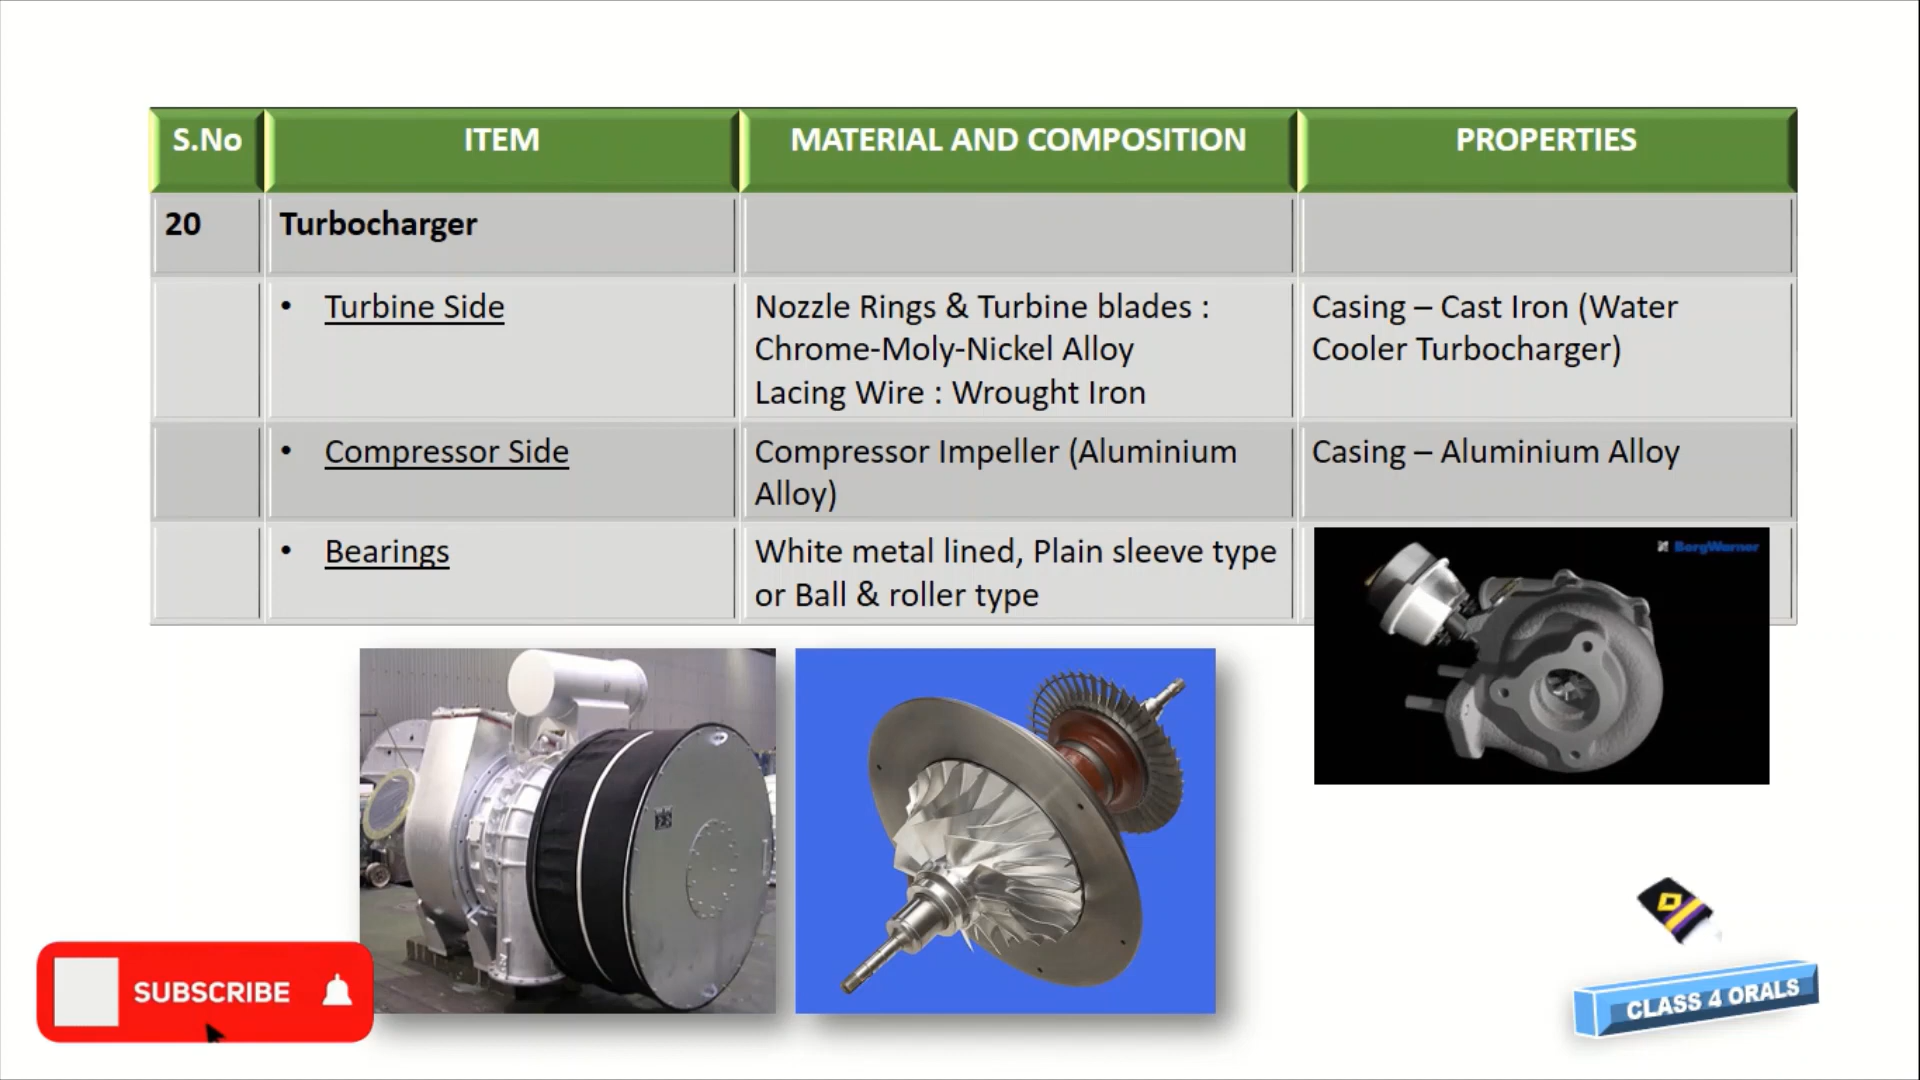 S.No ITEM MATERIAL AND COMPOSITION PROPERTIES
20 Turbocharger
• Turbine Side
Nozzle Rings & Turbine blades :
Chrome-Moly-Nickel Alloy
Lacing Wire : Wrought Iron
Casing – Cast Iron (Water
Cooler Turbocharger)
• Compressor Side
Compressor Impeller (Aluminium
Alloy)
Casing – Aluminium Alloy
• Bearings
White metal lined, Plain sleeve type
or Ball & roller type
BorgWarner
SUBSCRIBE
CLASS 4 ORALS